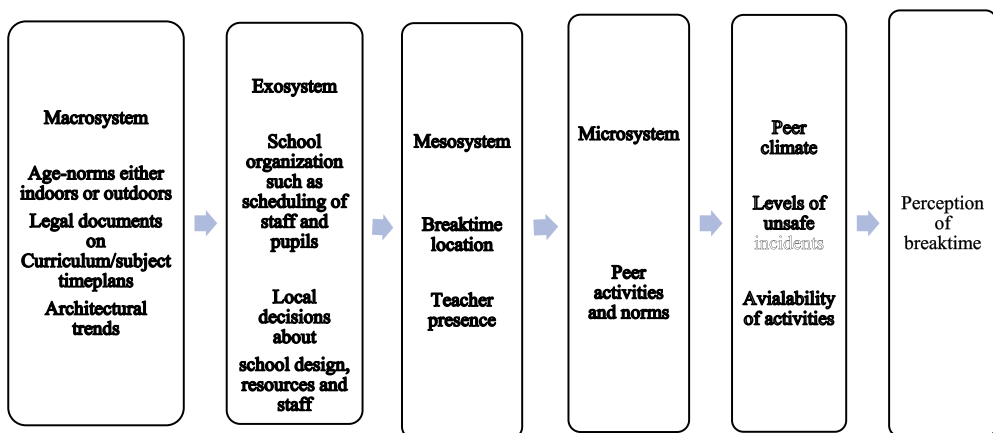 Macrosystem
Age-norms either
indoors or outdoors
Legal documents
on
Curriculum/subject
timeplans
Architectural
trends
Exosystem
School
organization
such as
scheduling of
staff and
pupils
Local
decisions
about
school design,
resources and
staff
Mesosystem
Breaktime
location
Teacher
presence
Microsystem
Peer
activities
and norms
Peer
climate
Levels of
unsafe
incidents
Avialability
of activities
Perception
of
breaktime